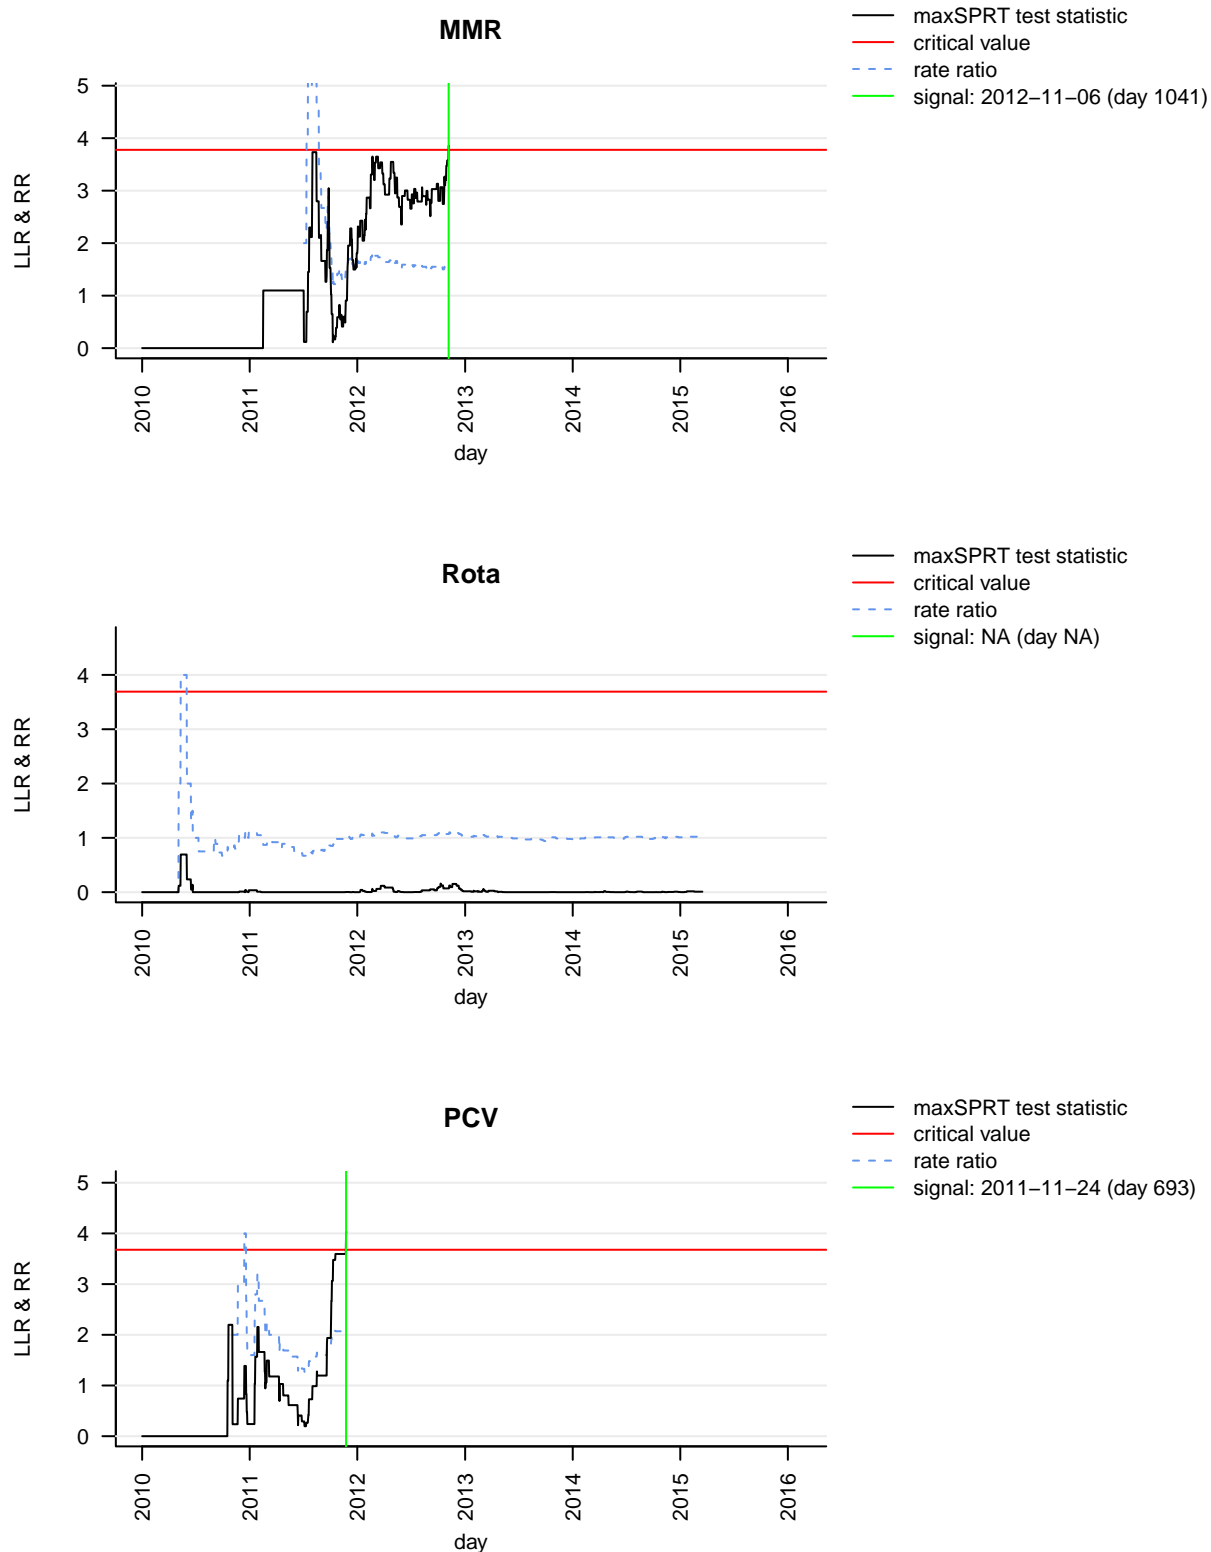 MMR
maxSPRT test statistic
critical value
rate ratio
signal: 2012−11−06 (day 1041)
LLR & RR
5
4
3
2
1
0
2010
2011
2012
2013
2014
2015
2016
day
Rota
maxSPRT test statistic
critical value
rate ratio
signal: NA (day NA)
LLR & RR
4
3
2
1
0
2010
2011
2012
2013
2014
2015
2016
day
PCV
maxSPRT test statistic
critical value
rate ratio
signal: 2011−11−24 (day 693)
LLR & RR
5
4
3
2
1
0
2010
2011
2012
2013
2014
2015
2016
day